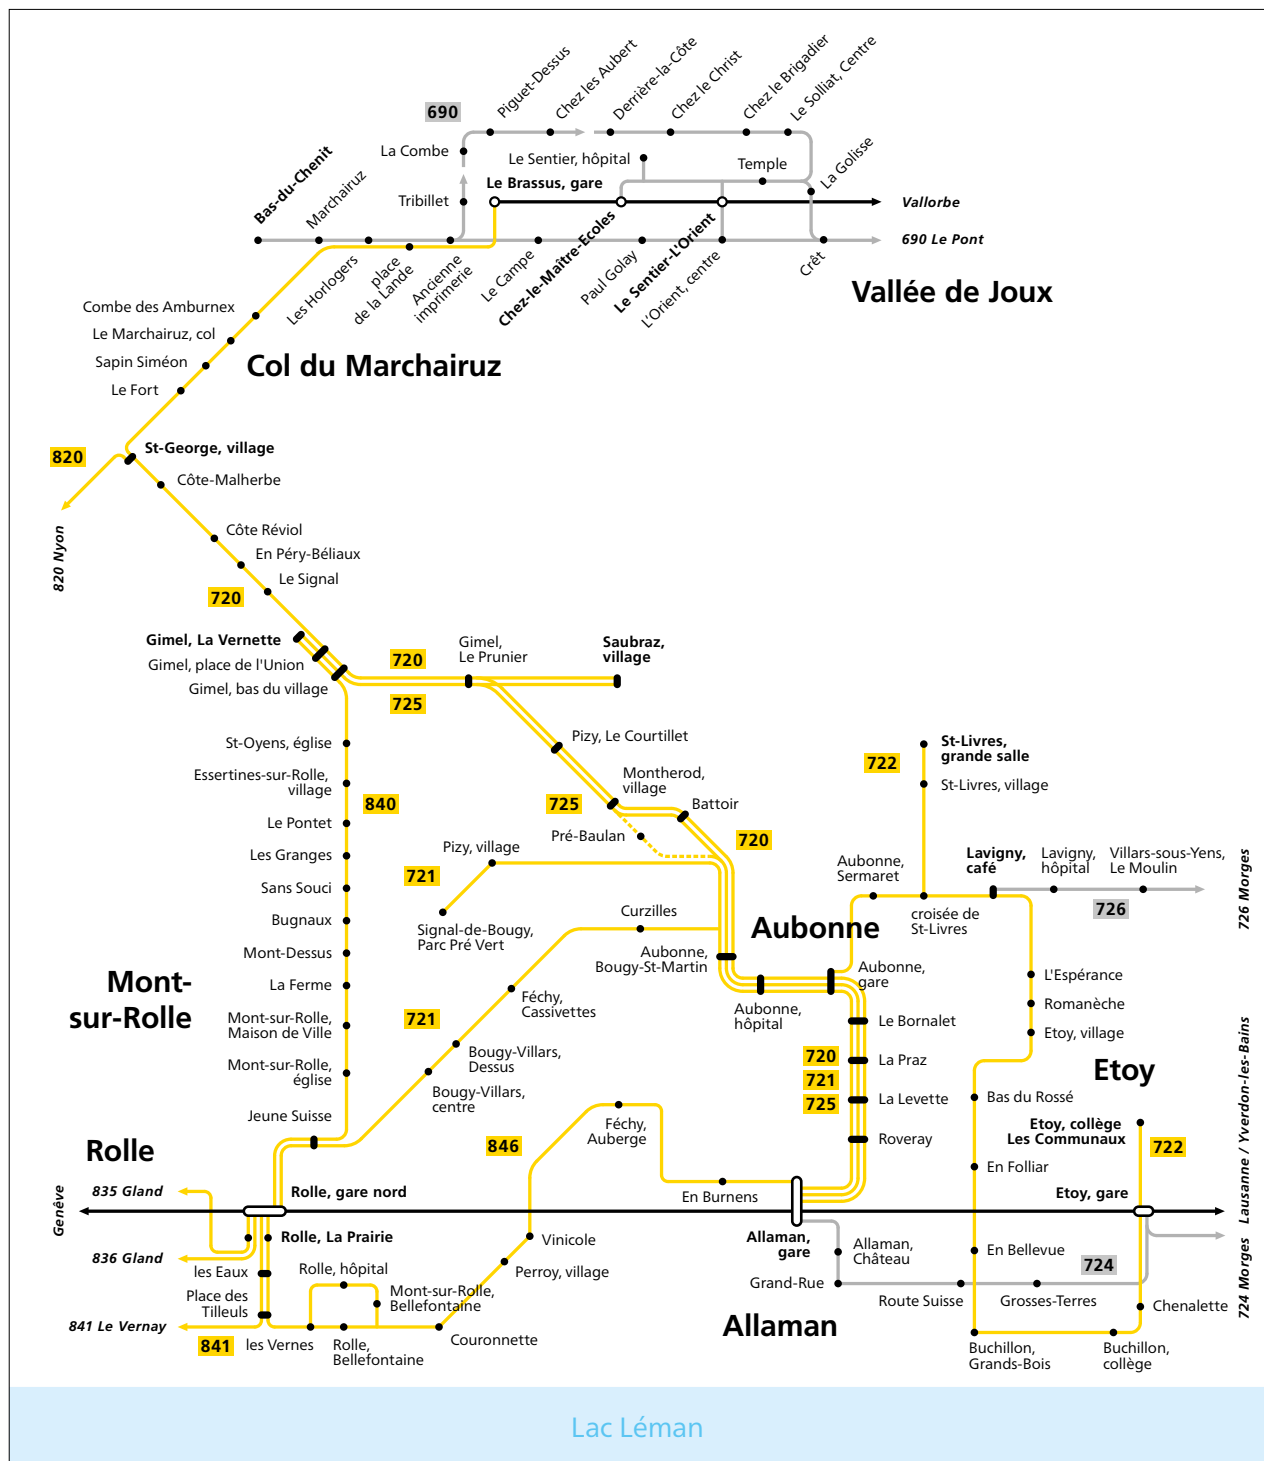 Piguet-Dessus
Chez les Aubert
Derrière-la-Côte
Chez le Christ
Chez le Brigadier
Le Solliat, Centre
690
La Combe
Le Sentier, hôpital
Temple
La Golisse
Bas-du-Chenit
Marchairuz
Tribillet
Le Brassus, gare
Vallorbe
690 Le Pont
Les Horlogers
place
de la Lande
Ancienne
imprimerie
Le Campe
Chez-le-Maître-Ecoles
Paul Golay
Le Sentier-L'Orient
L'Orient, centre
Crêt
Vallée de Joux
Combe des Amburnex
Le Marchairuz, col
Sapin Siméon
Le Fort
Col du Marchairuz
820
St-George, village
Côte-Malherbe
820 Nyon
Côte Réviol
En Péry-Béliaux
Le Signal
720
Gimel, La Vernette
Gimel, place de l'Union
Gimel, bas du village
720
725
Gimel,
Le Prunier
Saubraz,
village
St-Oyens, église
Essertines-sur-Rolle,
village
840
Le Pontet
Les Granges
Sans Souci
Bugnaux
Mont-Dessus
La Ferme
Mont-sur-Rolle,
Maison de Ville
Mont-sur-Rolle,
église
Jeune Suisse
Mont-
sur-Rolle
Pizy, Le Courtillet
Montherod,
village
725
Battoir
Pré-Baulan
720
Pizy, village
721
Signal-de-Bougy,
Parc Pré Vert
Curzilles
Aubonne,
Bougy-St-Martin
Aubonne
722
St-Livres,
grande salle
St-Livres, village
Aubonne,
Sermaret
croisée de
St-Livres
Lavigny,
café
Lavigny,
hôpital
Villars-sous-Yens,
Le Moulin
726
726 Morges
Féchy,
Cassivettes
721
Bougy-Villars,
Dessus
Bougy-Villars,
centre
Aubonne,
hôpital
Aubonne,
gare
Le Bornalet
720
La Praz
721
725
La Levette
Roveray
L'Espérance
Romanèche
Etoy, village
Etoy
Bas du Rossé
Etoy, collège
Les Communaux
722
En Folliar
Etoy, gare
Lausanne / Yverdon-les-Bains
724 Morges
Rolle
835 Gland
Genève
Rolle, gare nord
836 Gland
Rolle, La Prairie
les Eaux
Place des
Tilleuls
841 Le Vernay
841
les Vernes
Rolle, hôpital
Mont-sur-Rolle,
Bellefontaine
Rolle,
Bellefontaine
Couronnette
Perroy, village
Vinicole
846
Féchy,
Auberge
En Burnens
Allaman,
gare
Allaman,
Château
Grand-Rue
Allaman
Route Suisse
Grosses-Terres
724
En Bellevue
Chenalette
Buchillon,
Grands-Bois
Buchillon,
collège
Lac Léman